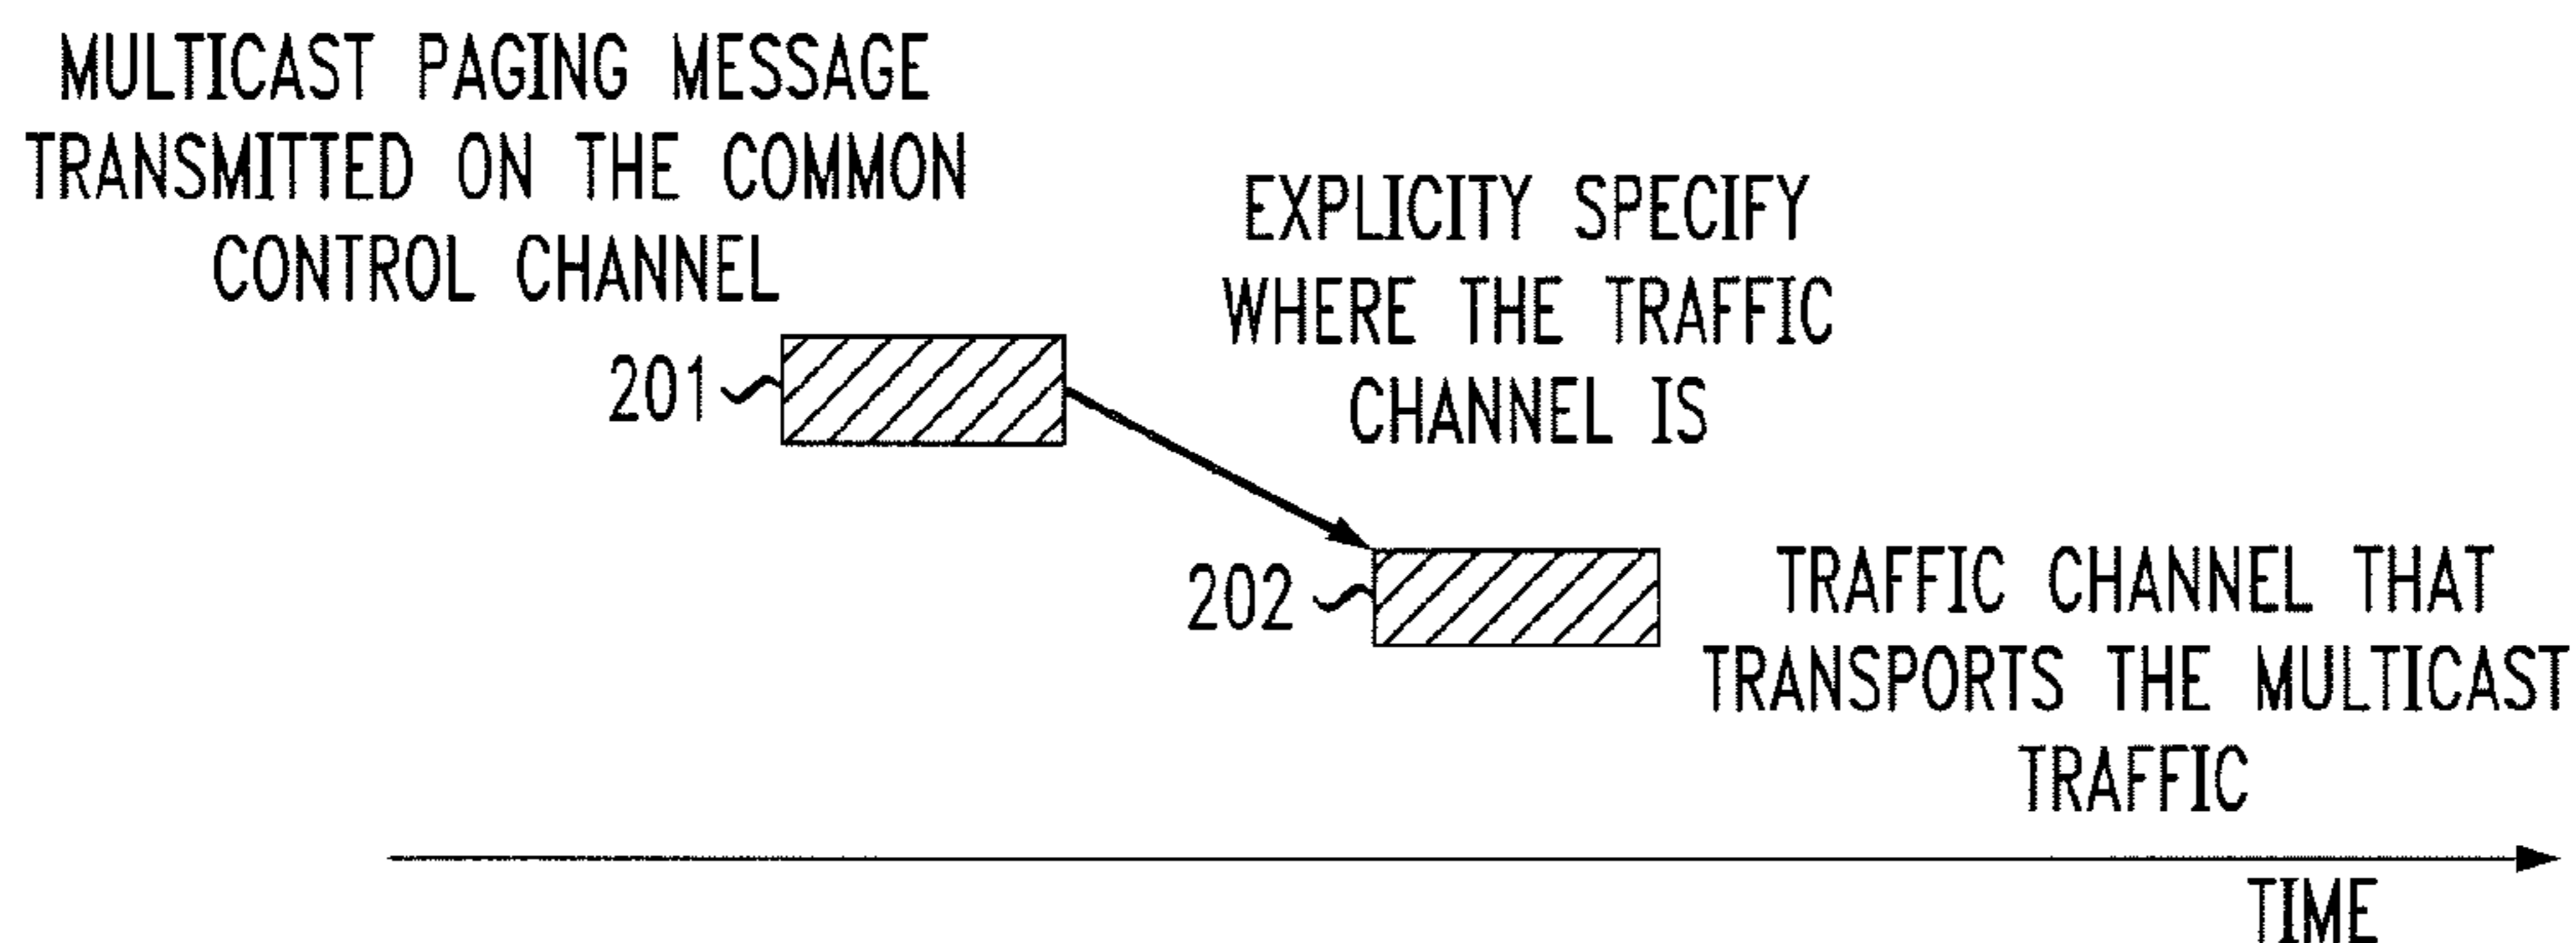 MULTICAST PAGING MESSAGE
TRANSMITTED ON THE COMMON
CONTROL CHANNEL
EXPLICITY SPECIFY
WHERE THE TRAFFIC
CHANNEL IS
201
202
TRAFFIC CHANNEL THAT
TRANSPORTS THE MULTICAST
TRAFFIC
TIME